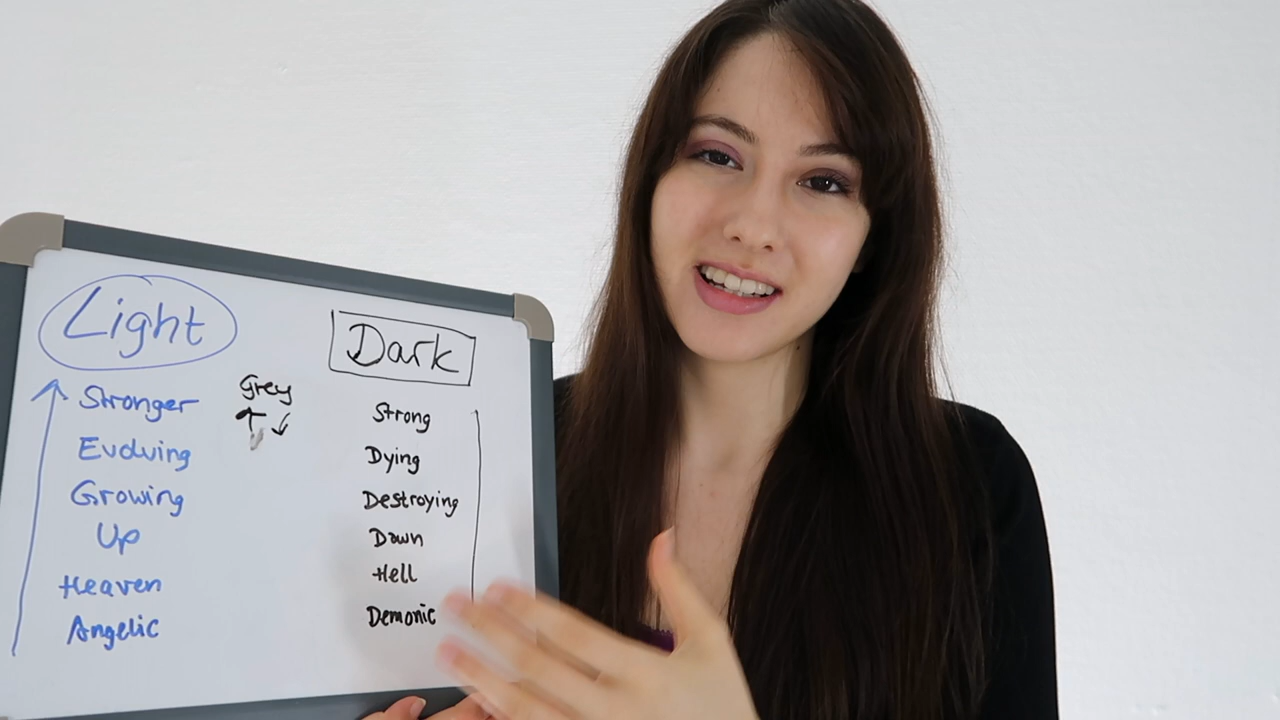 Light
Stronger
Evolving
Growing
Up
Heaven
Angelic
Grey
Dark
Strong
Dying
Destroying
Down
Hell
Demonic